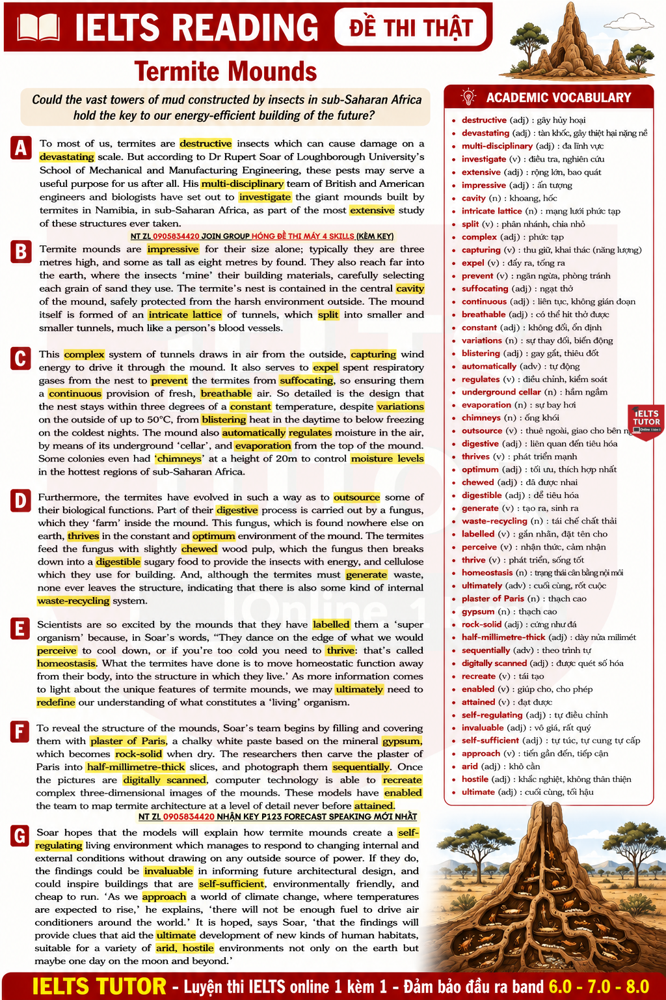 IELTS READING
ĐỀ THI THẬT
Termite Mounds
Could the vast towers of mud constructed by insects in sub-Saharan Africa
hold the key to our energy-efficient building of the future?
A
To most of us, termites are destructive insects which can cause damage on a
devastating scale. But according to Dr Rupert Soar of Loughborough University's
School of Mechanical and Manufacturing Engineering, these pests may serve a
useful purpose for us after all. His multi-disciplinary team of British and American
engineers and biologists have set out to investigate the giant mounds built by
termites in Namibia, in sub-Saharan Africa, as part of the most extensive study
of these structures ever taken.
NT ZL 0905834420 JOIN GROUP HÓNG ĐỀ THI MÁY 4 SKILLS (KÈM KEY)
B
Termite mounds are impressive for their size alone; typically they are three
metres high, and some as tall as eight metres by found. They also reach far into
the earth, where the insects 'mine' their building materials, carefully selecting
each grain of sand they use. The termite's nest is contained in the central cavity
of the mound, safely protected from the harsh environment outside. The mound
itself is formed of an intricate lattice of tunnels, which split into smaller and
smaller tunnels, much like a person's blood vessels.
C
This complex system of tunnels draws in air from the outside, capturing wind
energy to drive it through the mound. It also serves to expel spent respiratory
gases from the nest to prevent the termites from suffocating, so ensuring them
a continuous provision of fresh, breathable air. So detailed is the design that
the nest stays within three degrees of a constant temperature, despite variations
on the outside of up to 50°C, from blistering heat in the daytime to below freezing
on the coldest nights. The mound also automatically regulates moisture in the air,
by means of its underground 'cellar', and evaporation from the top of the mound.
Some colonies even had 'chimneys' at a height of 20m to control moisture levels
in the hottest regions of sub-Saharan Africa.
D
Furthermore, the termites have evolved in such a way as to outsource some of
their biological functions. Part of their digestive process is carried out by a fungus,
which they 'farm' inside the mound. This fungus, which is found nowhere else on
earth, thrives in the constant and optimum environment of the mound. The termites
feed the fungus with slightly chewed wood pulp, which the fungus then breaks
down into a digestible sugary food to provide the insects with energy, and cellulose
which they use for building. And, although the termites must generate waste,
none ever leaves the structure, indicating that there is also some kind of internal
waste-recycling system.
E
Scientists are so excited by the mounds that they have labelled them a 'super
organism' because, in Soar's words, "They dance on the edge of what we would
perceive to cool down, or if you're too cold you need to thrive: that's called
homeostasis. What the termites have done is to move homeostatic function away
from their body, into the structure in which they live.' As more information comes
to light about the unique features of termite mounds, we may ultimately need to
redefine our understanding of what constitutes a 'living' organism.
F
To reveal the structure of the mounds, Soar's team begins by filling and covering
them with plaster of Paris, a chalky white paste based on the mineral gypsum,
which becomes rock-solid when dry. The researchers then carve the plaster of
Paris into half-millimetre-thick slices, and photograph them sequentially. Once
the pictures are digitally scanned, computer technology is able to recreate
complex three-dimensional images of the mounds. These models have enabled
the team to map termite architecture at a level of detail never before attained.
NT ZL 0905834420 NHẬN KEY P123 FORECAST SPEAKING MỚI NHẤT
G
Soar hopes that the models will explain how termite mounds create a self-
regulating living environment which manages to respond to changing internal and
external conditions without drawing on any outside source of power. If they do,
the findings could be invaluable in informing future architectural design, and
could inspire buildings that are self-sufficient, environmentally friendly, and
cheap to run. 'As we approach a world of climate change, where temperatures
are expected to rise,' he explains, 'there will not be enough fuel to drive air
conditioners around the world.' It is hoped, says Soar, 'that the findings will
provide clues that aid the ultimate development of new kinds of human habitats,
suitable for a variety of arid, hostile environments not only on the earth but
maybe one day on the moon and beyond.'
ACADEMIC VOCABULARY
• destructive (adj) : gây hủy hoại
• devastating (adj) : tàn khốc, gây thiệt hại nặng nề
• multi-disciplinary (adj) : đa lĩnh vực
• investigate (v) : điều tra, nghiên cứu
• extensive (adj) : rộng lớn, bao quát
• impressive (adj) : ấn tượng
• cavity (n) : khoang, hốc
• intricate lattice (n) : mạng lưới phức tạp
• split (v) : phân nhánh, chia nhỏ
• complex (adj) : phức tạp
• capturing (v) : thu giữ, khai thác (năng lượng)
• expel (v) : đẩy ra, tống ra
• prevent (v) : ngăn ngừa, phòng tránh
• suffocating (adj) : ngạt thở
• continuous (adj) : liên tục, không gián đoạn
• breathable (adj) : có thể hít thở được
• constant (adj) : không đổi, ổn định
• variations (n) : sự thay đổi, biến động
• blistering (adj) : gay gắt, thiêu đốt
• automatically (adv) : tự động
• regulates (v) : điều chỉnh, kiểm soát
• underground cellar (n) : hầm ngầm
• evaporation (n) : sự bay hơi
• chimneys (n) : ống khói
• outsource (v) : thuê ngoài, giao cho bên
• digestive (adj) : liên quan đến tiêu hóa
• thrives (v) : phát triển mạnh
• optimum (adj) : tối ưu, thích hợp nhất
• chewed (adj) : đã được nhai
• digestible (adj) : dễ tiêu hóa
• generate (v) : tạo ra, sinh ra
• waste-recycling (n) : tái chế chất thải
• labelled (v) : gắn nhãn, đặt tên cho
• perceive (v) : nhận thức, cảm nhận
• thrive (v) : phát triển, sống tốt
• homeostasis (n) : trạng thái cân bằng nội môi
• ultimately (adv) : cuối cùng, rốt cuộc
• plaster of Paris (n) : thạch cao
• gypsum (n) : thạch cao
• rock-solid (adj) : cứng như đá
• half-millimetre-thick (adj) : dày nửa milimét
• sequentially (adv) : theo trình tự
• digitally scanned (adj) : được quét số hóa
• recreate (v) : tái tạo
• enabled (v) : giúp cho, cho phép
• attained (v) : đạt được
• self-regulating (adj) : tự điều chỉnh
• invaluable (adj) : vô giá, rất quý
• self-sufficient (adj) : tự túc, tự cung tự cấp
• approach (v) : tiến gần đến, tiếp cận
• arid (adj) : khô cằn
• hostile (adj) : khắc nghiệt, không thân thiện
• ultimate (adj) : cuối cùng, tối hậu
IELTS
TUTOR
Online 1 kèm 1
IELTS TUTOR – Luyện thi IELTS online 1 kèm 1 – Đảm bảo đầu ra band 6.0 – 7.0 – 8.0